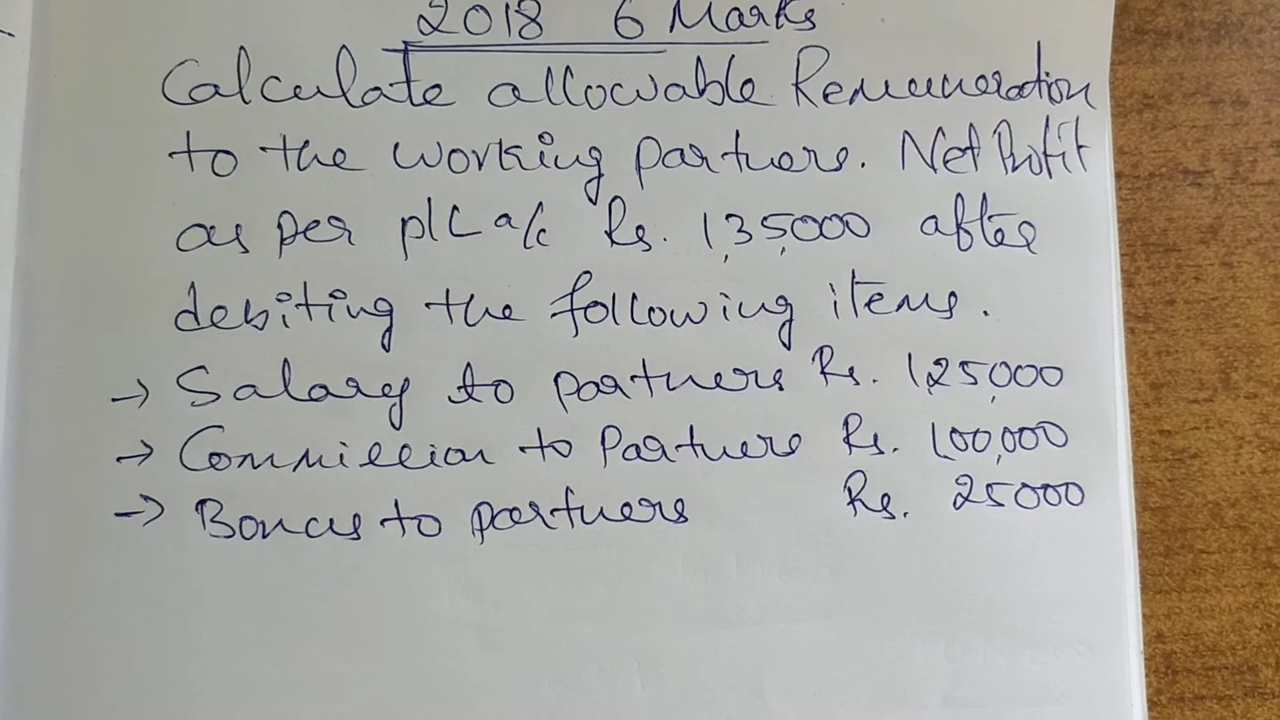 2018 6 Marks
Calculate allowable Remuneration
to the working partners. Net Profit
as per P/L a/c Rs. 1,35,000 after
debiting the following items.
→ Salary to partners Rs. 1,25,000
→ Commission to Partners Rs. 1,00,000
→ Bonus to partners Rs. 25000